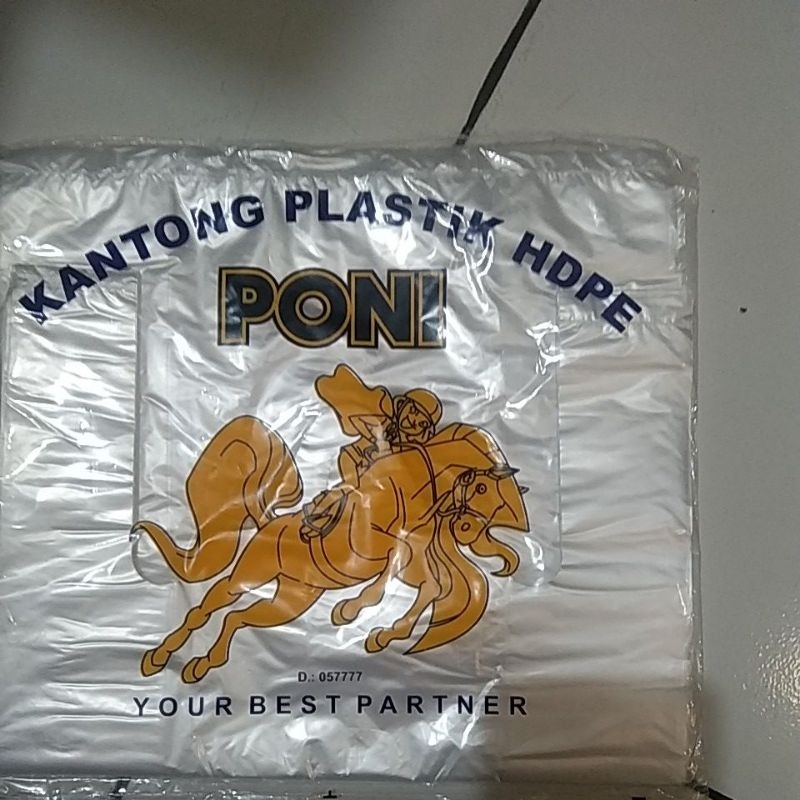 KANTONG PLASTIK HDPE
PONI
D.: 057777
YOUR BEST PARTNER